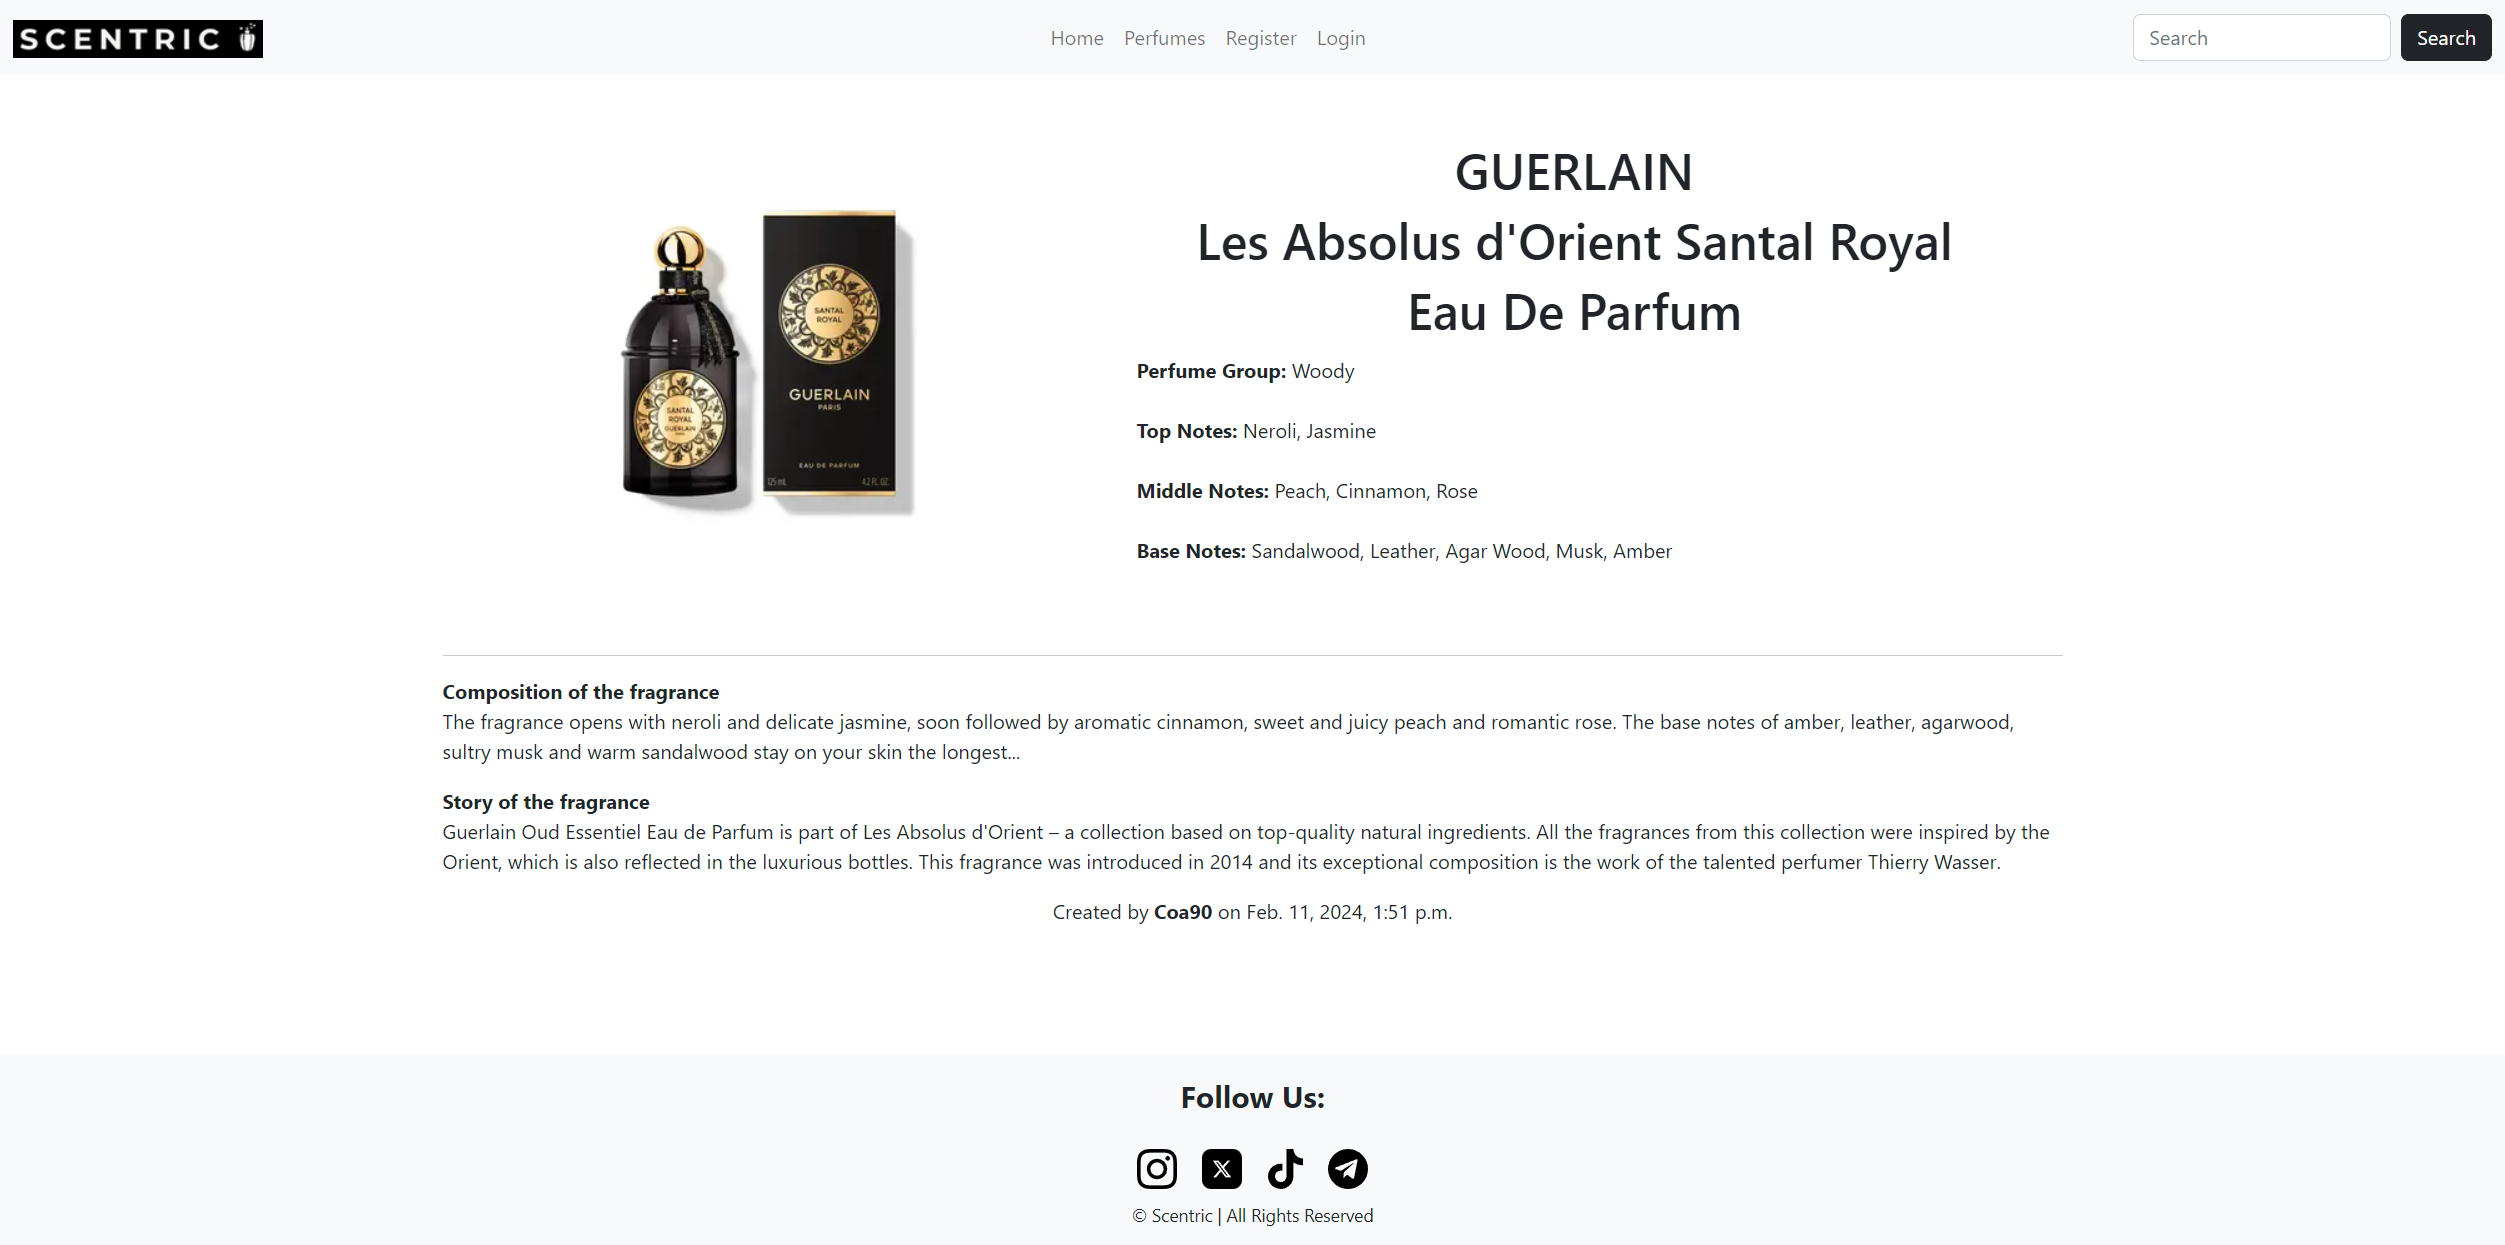 SCENTRIC
Home Perfumes Register Login
Search Search
GUERLAIN
Les Absolus d'Orient Santal Royal
Eau De Parfum
SANTAL
ROYAL
GUERLAIN
SANTAL
ROYAL
GUERLAIN
PARIS
EAU DE PARFUM
125 mL 4.2 FL.OZ.
Perfume Group: Woody
Top Notes: Neroli, Jasmine
Middle Notes: Peach, Cinnamon, Rose
Base Notes: Sandalwood, Leather, Agar Wood, Musk, Amber
Composition of the fragrance
The fragrance opens with neroli and delicate jasmine, soon followed by aromatic cinnamon, sweet and juicy peach and romantic rose. The base notes of amber, leather, agarwood,
sultry musk and warm sandalwood stay on your skin the longest...
Story of the fragrance
Guerlain Oud Essentiel Eau de Parfum is part of Les Absolus d'Orient – a collection based on top-quality natural ingredients. All the fragrances from this collection were inspired by the
Orient, which is also reflected in the luxurious bottles. This fragrance was introduced in 2014 and its exceptional composition is the work of the talented perfumer Thierry Wasser.
Created by Coa90 on Feb. 11, 2024, 1:51 p.m.
Follow Us:
© Scentric | All Rights Reserved